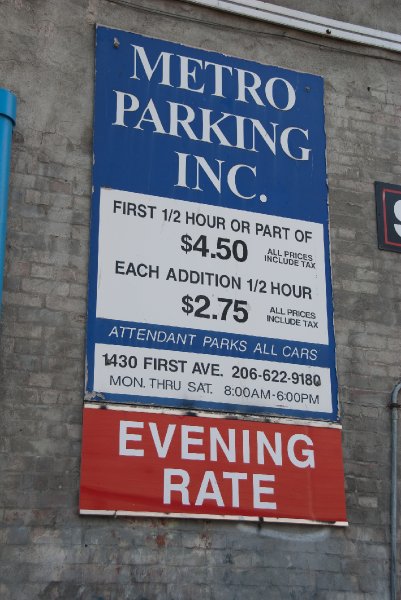 METRO
PARKING
INC.
FIRST 1/2 HOUR OR PART OF
$4.50 ALL PRICES INCLUDE TAX
EACH ADDITION 1/2 HOUR
$2.75 ALL PRICES INCLUDE TAX
ATTENDANT PARKS ALL CARS
1430 FIRST AVE. 206-622-9180
MON. THRU SAT. 8:00AM-6:00PM
EVENING
RATE
S